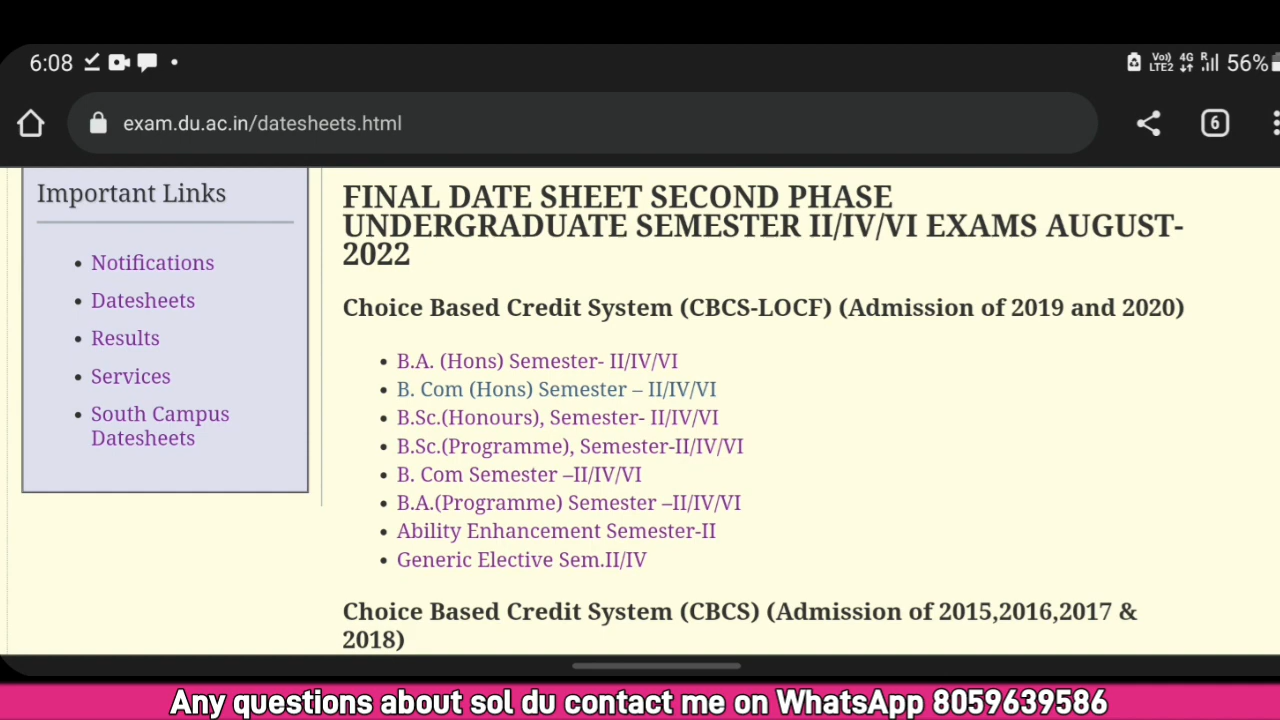 6:08
Vo)) LTE2 4G R 56%
exam.du.ac.in/datesheets.html
6
Important Links
Notifications
Datesheets
Results
Services
South Campus
Datesheets
FINAL DATE SHEET SECOND PHASE
UNDERGRADUATE SEMESTER II/IV/VI EXAMS AUGUST-
2022
Choice Based Credit System (CBCS-LOCF) (Admission of 2019 and 2020)
B.A. (Hons) Semester- II/IV/VI
B. Com (Hons) Semester – II/IV/VI
B.Sc.(Honours), Semester- II/IV/VI
B.Sc.(Programme), Semester-II/IV/VI
B. Com Semester –II/IV/VI
B.A.(Programme) Semester –II/IV/VI
Ability Enhancement Semester-II
Generic Elective Sem.II/IV
Choice Based Credit System (CBCS) (Admission of 2015,2016,2017 &
2018)
Any questions about sol du contact me on WhatsApp 8059639586